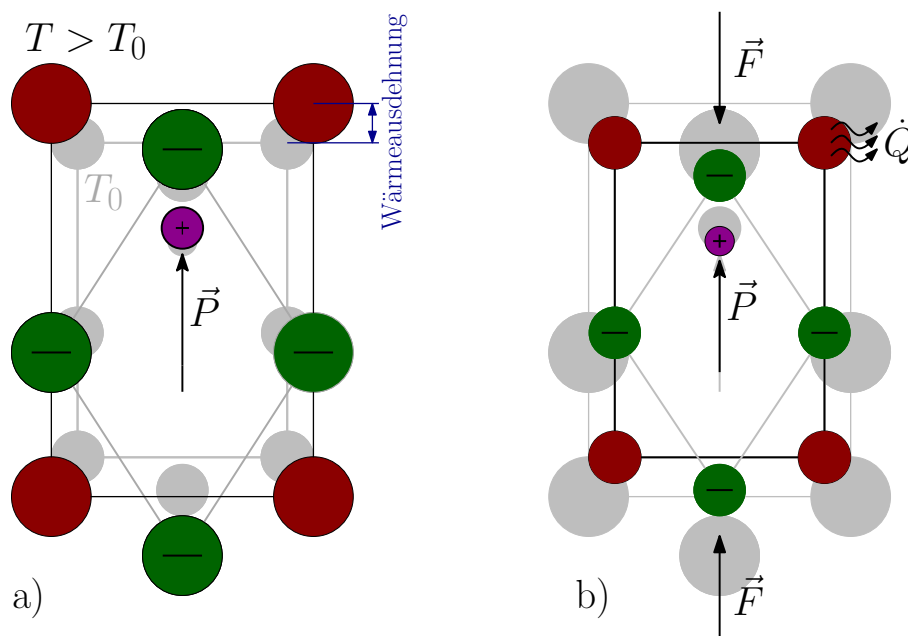 T > T₀
Wärmeausdehnung
T₀
+
P⃗
a)
F⃗
Q̇
+
P⃗
F⃗
b)